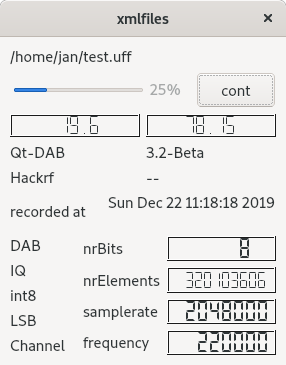 xmlfiles ×
/home/jan/test.uff
25% cont
19.6 78.15
Qt-DAB 3.2-Beta
Hackrf --
recorded at Sun Dec 22 11:18:18 2019
DAB nrBits 8
IQ nrElements 320103606
int8 samplerate 2048000
LSB
Channel frequency 220000